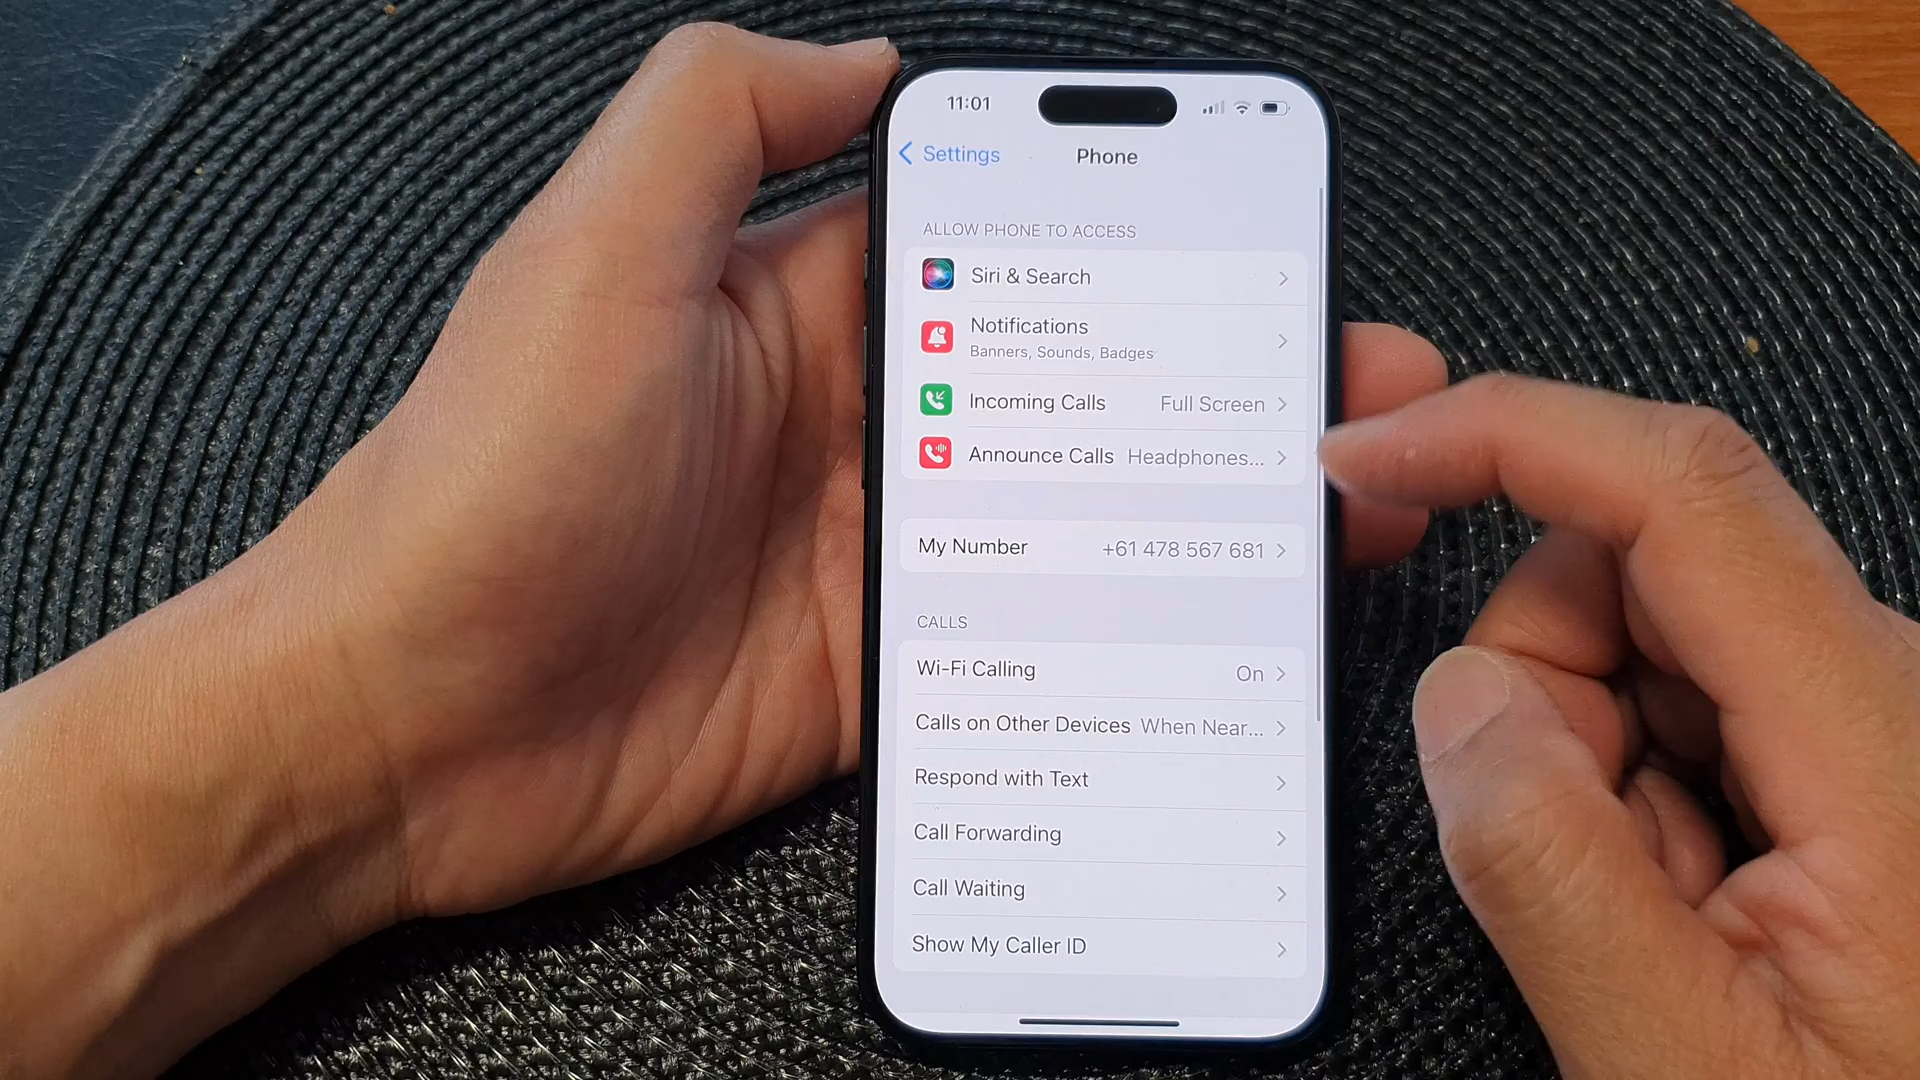 11:01
Settings
Phone
ALLOW PHONE TO ACCESS
Siri & Search
Notifications
Banners, Sounds, Badges
Incoming Calls Full Screen
Announce Calls Headphones...
My Number +61 478 567 681
CALLS
Wi-Fi Calling On
Calls on Other Devices When Near...
Respond with Text
Call Forwarding
Call Waiting
Show My Caller ID